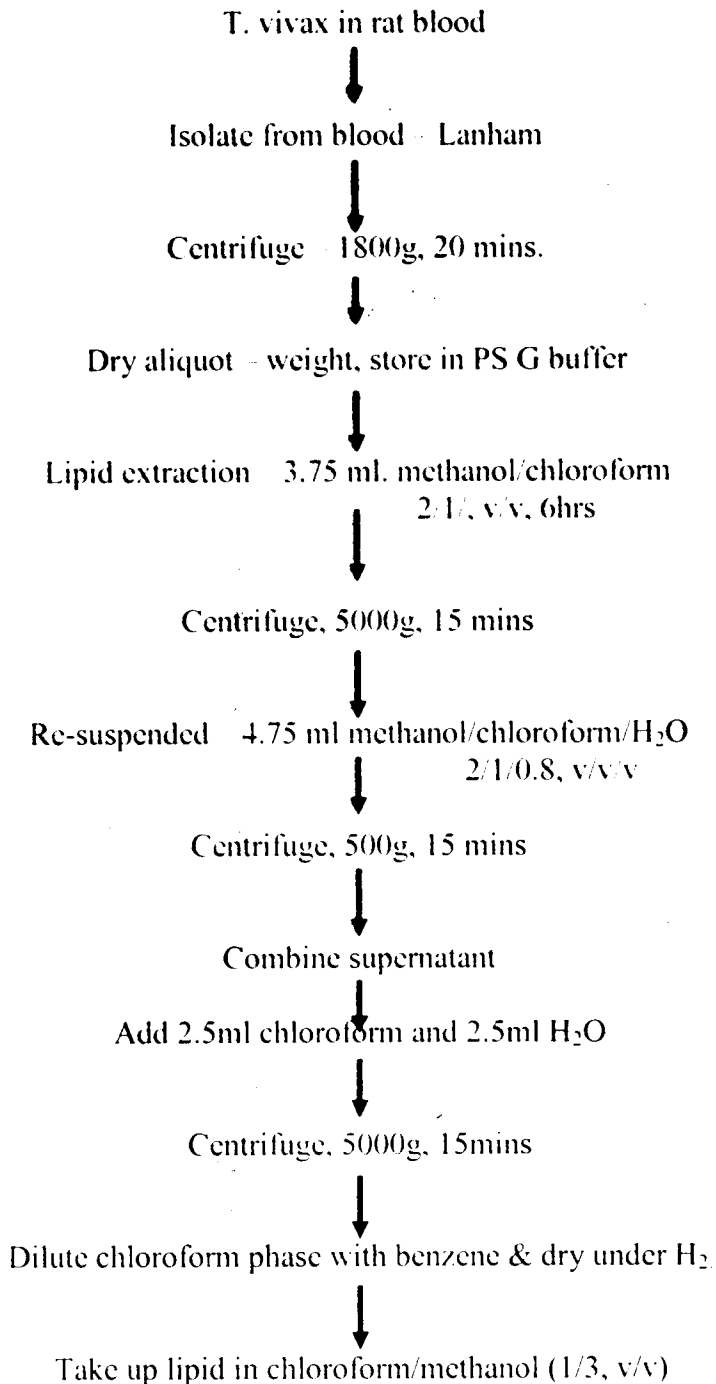 T. vivax in rat blood
Isolate from blood - Lanham
Centrifuge 1800g, 20 mins.
Dry aliquot - weight, store in PS G buffer
Lipid extraction 3.75 ml. methanol/chloroform
2/1/, v/v, 6hrs
Centrifuge, 5000g, 15 mins
Re-suspended 4.75 ml methanol/chloroform/H₂O
2/1/0.8, v/v/v
Centrifuge, 500g, 15 mins
Combine supernatant
Add 2.5ml chloroform and 2.5ml H₂O
Centrifuge, 5000g, 15mins
Dilute chloroform phase with benzene & dry under H₂
Take up lipid in chloroform/methanol (1/3, v/v)